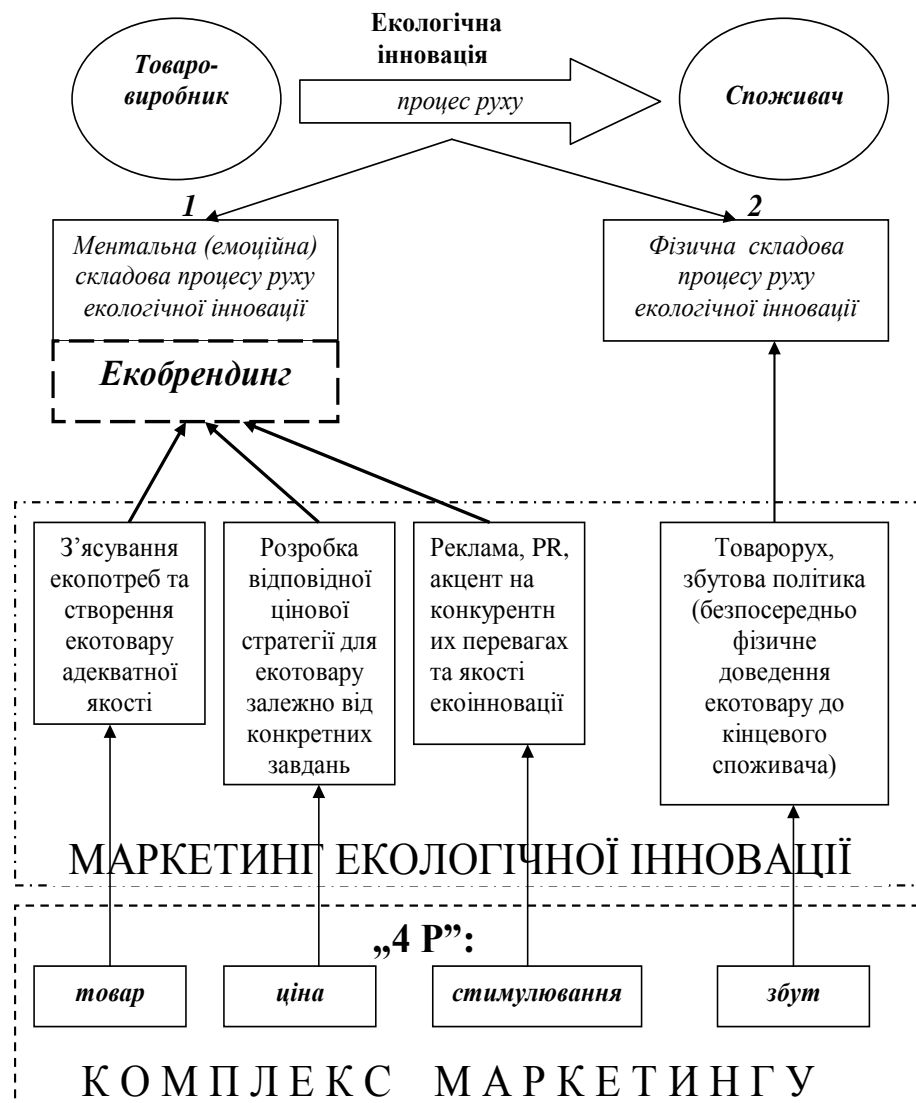 Екологічна
інновація
Товаро-
виробник
процес руху
Споживач
1
2
Ментальна (емоційна)
складова процесу руху
екологічної інновації
Фізична складова
процесу руху
екологічної інновації
Екобрендинг
З’ясування
екопотреб та
створення
екотовару
адекватної
якості
Розробка
відповідної
цінової
стратегії для
екотовару
залежно від
конкретних
завдань
Реклама, PR,
акцент на
конкурентн
их перевагах
та якості
екоінновації
Товарорух,
збутова політика
(безпосередньо
фізичне
доведення
екотовару до
кінцевого
споживача)
МАРКЕТИНГ ЕКОЛОГІЧНОЇ ІННОВАЦІЇ
„4 Р”:
товар
ціна
стимулювання
збут
КОМПЛЕКС МАРКЕТИНГУ